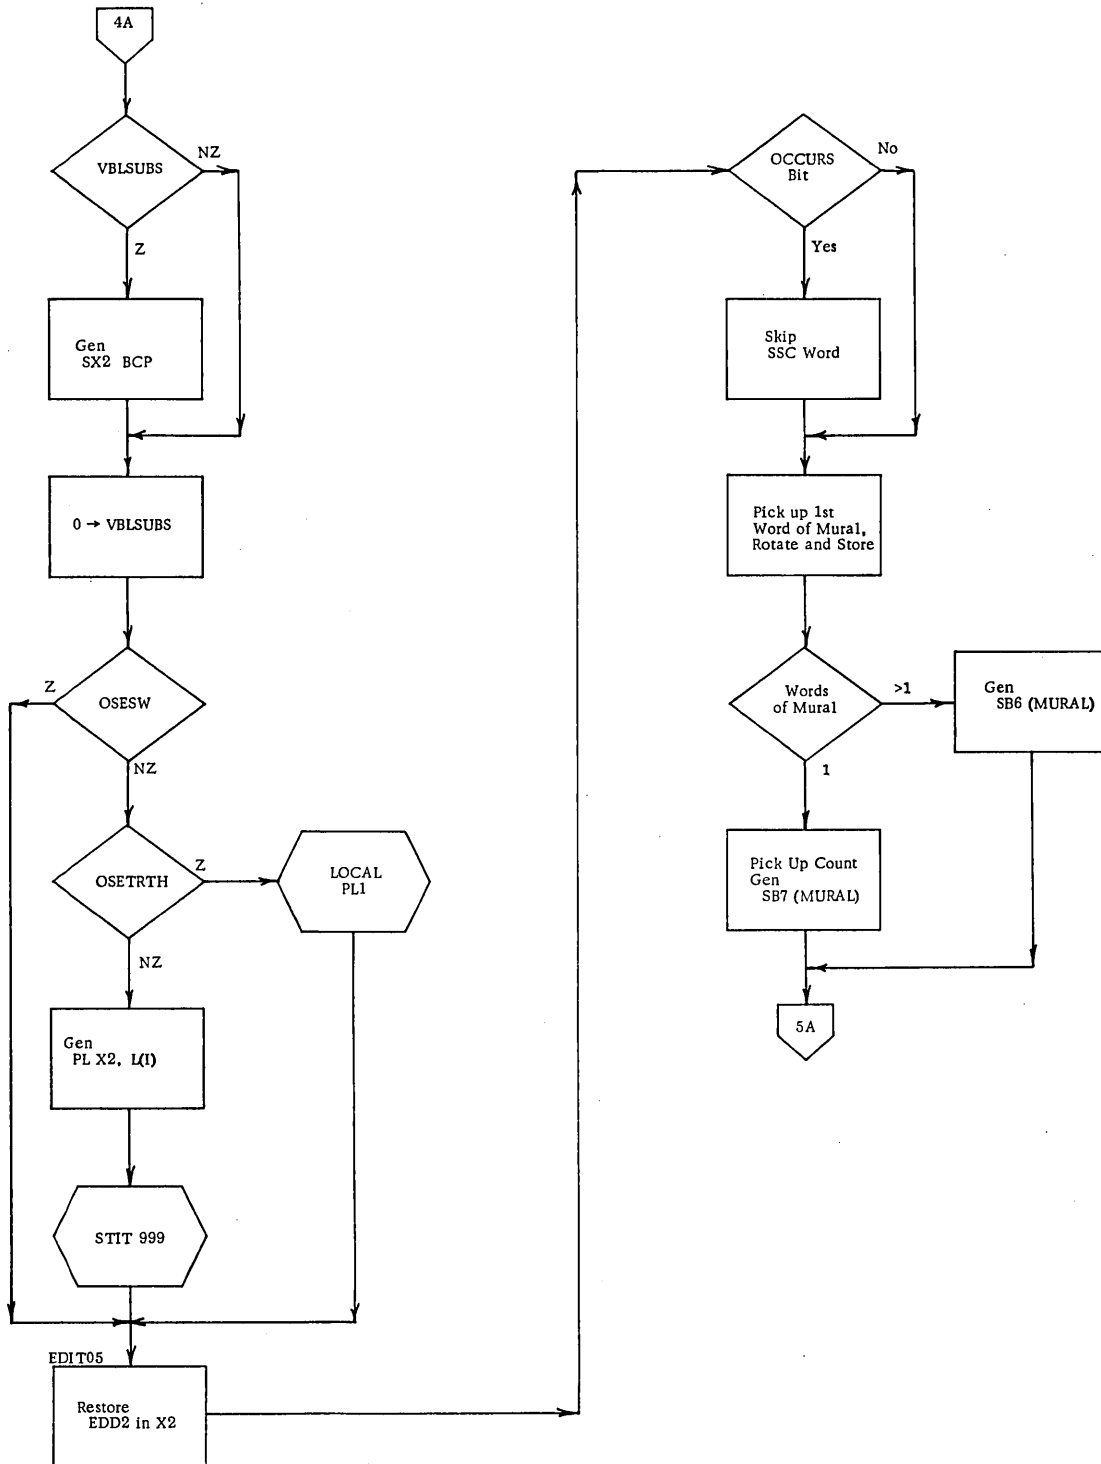 4A
VBLSUBS
NZ
Z
Gen
SX2 BCP
0 → VBLSUBS
Z
OSESW
NZ
OSETRTH
Z
LOCAL
PL1
NZ
Gen
PL X2, L(I)
STIT 999
EDIT05
Restore
EDD2 in X2
OCCURS
Bit
No
Yes
Skip
SSC Word
Pick up 1st
Word of Mural,
Rotate and Store
Words
of Mural
>1
Gen
SB6 (MURAL)
1
Pick Up Count
Gen
SB7 (MURAL)
5A